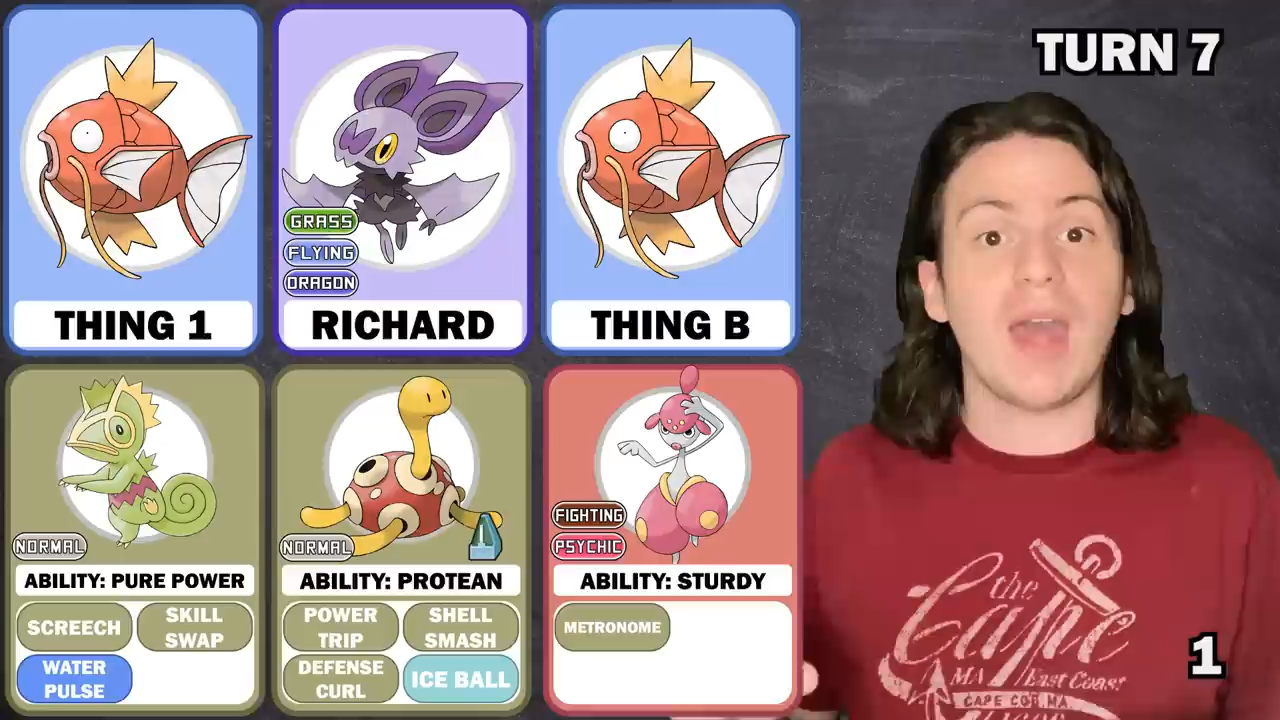 TURN 7
GRASS
FLYING
DRAGON
THING 1
RICHARD
THING B
NORMAL
NORMAL
FIGHTING
PSYCHIC
ABILITY: PURE POWER
ABILITY: PROTEAN
ABILITY: STURDY
SCREECH
SKILL
SWAP
WATER
PULSE
POWER
TRIP
SHELL
SMASH
DEFENSE
CURL
ICE BALL
METRONOME
the
Cape
MA East Coast
CAPE COD MA
1